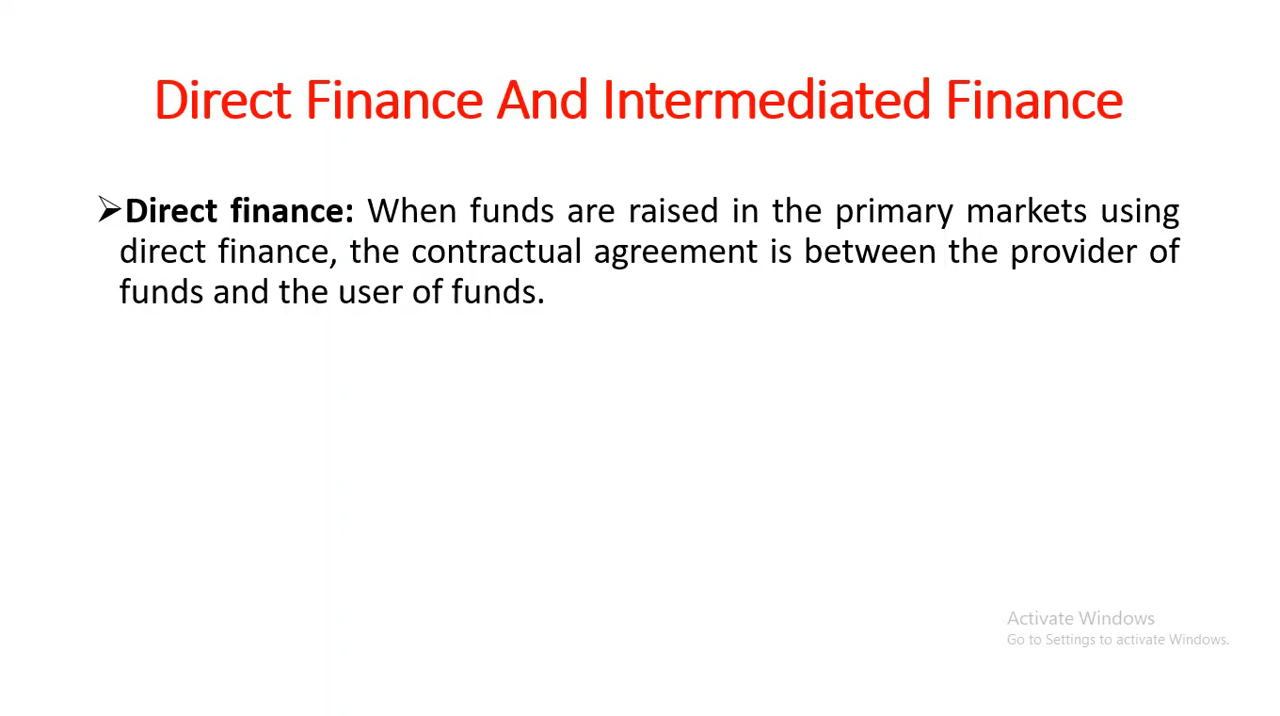 Direct Finance And Intermediated Finance
➢Direct finance: When funds are raised in the primary markets using
direct finance, the contractual agreement is between the provider of
funds and the user of funds.
Activate Windows
Go to Settings to activate Windows.